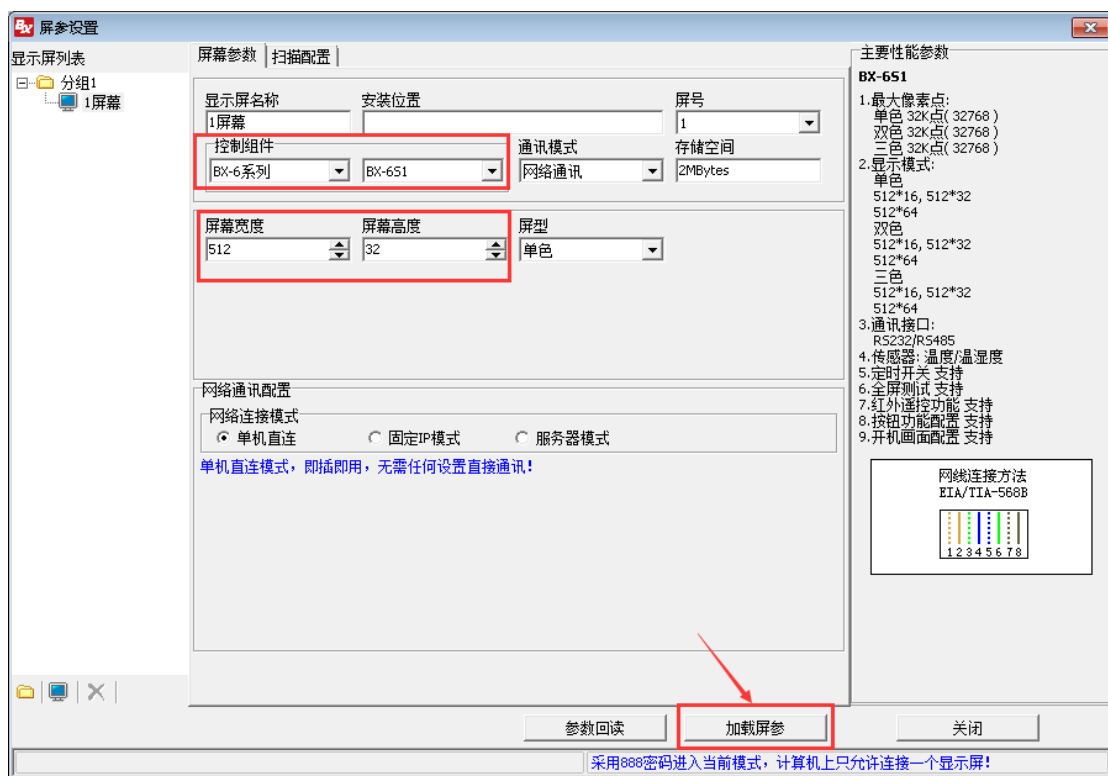 BX 屏参设置
显示屏列表
分组1
1屏幕
屏幕参数 扫描配置
显示屏名称 安装位置 屏号
1屏幕 1
控制组件 通讯模式 存储空间
BX-6系列 BX-6S1 网络通讯 2MBytes
屏幕宽度 屏幕高度 屏型
512 32 单色
网络通讯配置
网络连接模式
单机直连 固定IP模式 服务器模式
单机直连模式，即插即用，无需任何设置直接通讯!
主要性能参数
BX-6S1
1.最大像素点:
单色 32K点( 32768 )
双色 32K点( 32768 )
三色 32K点( 32768 )
2.显示模式:
单色
512*16, 512*32
512*64
双色
512*16, 512*32
512*64
三色
512*16, 512*32
512*64
3.通讯接口:
RS232/RS485
4.传感器: 温度/温湿度
5.定时开关 支持
6.全屏测试 支持
7.红外遥控功能 支持
8.按钮功能配置 支持
9.开机画面配置 支持
网线连接方法
EIA/TIA-568B
12345678
参数回读 加载屏参 关闭
采用888密码进入当前模式，计算机上只允许连接一个显示屏!